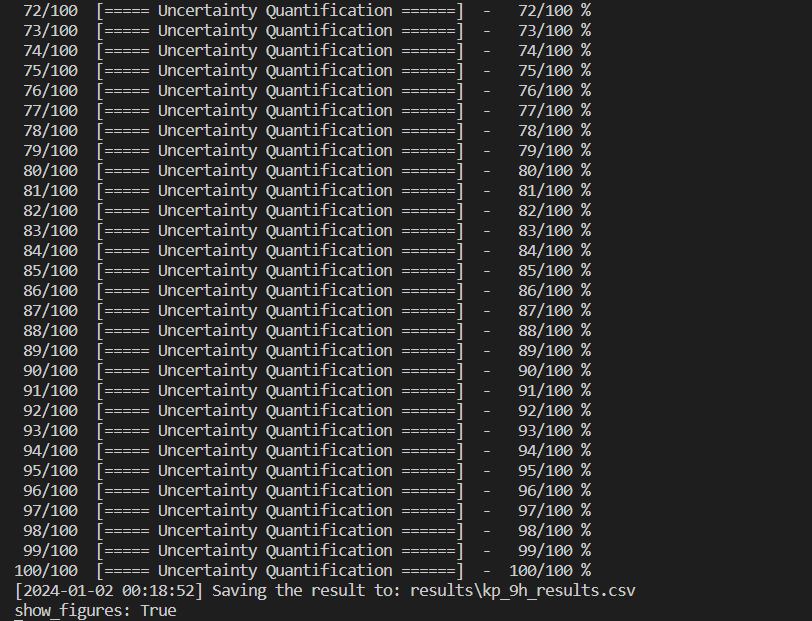 72/100 [===== Uncertainty Quantification ======] - 72/100 %
73/100 [===== Uncertainty Quantification ======] - 73/100 %
74/100 [===== Uncertainty Quantification ======] - 74/100 %
75/100 [===== Uncertainty Quantification ======] - 75/100 %
76/100 [===== Uncertainty Quantification ======] - 76/100 %
77/100 [===== Uncertainty Quantification ======] - 77/100 %
78/100 [===== Uncertainty Quantification ======] - 78/100 %
79/100 [===== Uncertainty Quantification ======] - 79/100 %
80/100 [===== Uncertainty Quantification ======] - 80/100 %
81/100 [===== Uncertainty Quantification ======] - 81/100 %
82/100 [===== Uncertainty Quantification ======] - 82/100 %
83/100 [===== Uncertainty Quantification ======] - 83/100 %
84/100 [===== Uncertainty Quantification ======] - 84/100 %
85/100 [===== Uncertainty Quantification ======] - 85/100 %
86/100 [===== Uncertainty Quantification ======] - 86/100 %
87/100 [===== Uncertainty Quantification ======] - 87/100 %
88/100 [===== Uncertainty Quantification ======] - 88/100 %
89/100 [===== Uncertainty Quantification ======] - 89/100 %
90/100 [===== Uncertainty Quantification ======] - 90/100 %
91/100 [===== Uncertainty Quantification ======] - 91/100 %
92/100 [===== Uncertainty Quantification ======] - 92/100 %
93/100 [===== Uncertainty Quantification ======] - 93/100 %
94/100 [===== Uncertainty Quantification ======] - 94/100 %
95/100 [===== Uncertainty Quantification ======] - 95/100 %
96/100 [===== Uncertainty Quantification ======] - 96/100 %
97/100 [===== Uncertainty Quantification ======] - 97/100 %
98/100 [===== Uncertainty Quantification ======] - 98/100 %
99/100 [===== Uncertainty Quantification ======] - 99/100 %
100/100 [===== Uncertainty Quantification ======] - 100/100 %
[2024-01-02 00:18:52] Saving the result to: results\kp_9h_results.csv
show_figures: True